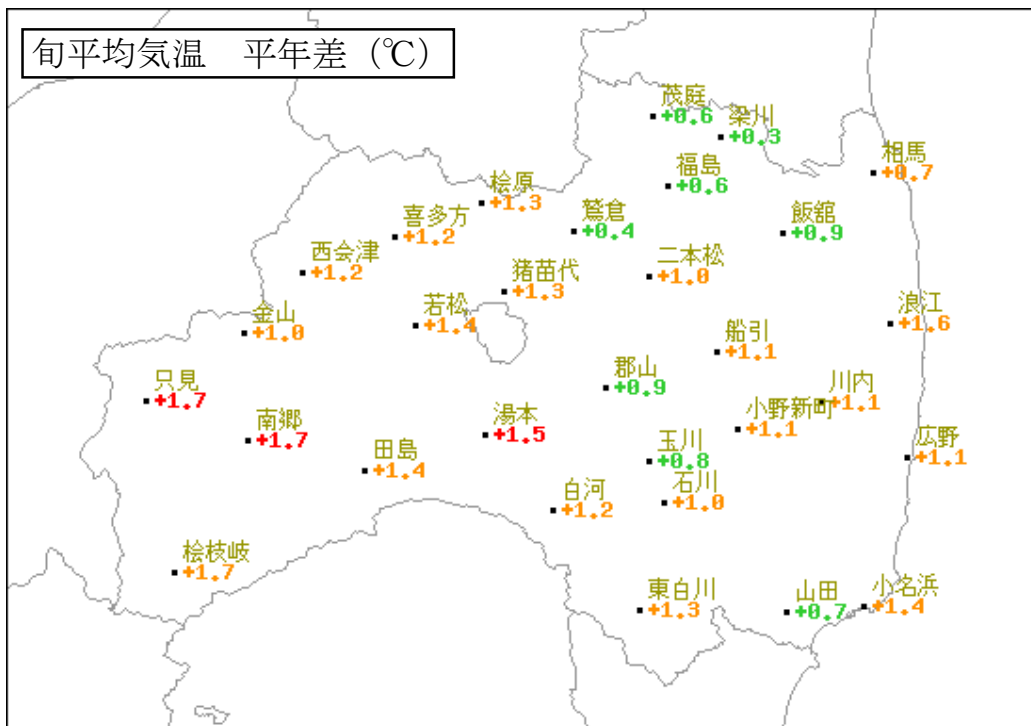 旬平均気温　平年差（℃）
茂庭
+0.6
梁川
+0.3
相馬
+0.7
福島
+0.6
桧原
+1.3
鷲倉
+0.4
飯舘
+0.9
喜多方
+1.2
西会津
+1.2
二本松
+1.0
猪苗代
+1.3
金山
+1.0
若松
+1.4
浪江
+1.6
船引
+1.1
郡山
+0.9
只見
+1.7
川内
+1.1
小野新町
+1.1
南郷
+1.7
湯本
+1.5
広野
+1.1
田島
+1.4
玉川
+0.8
白河
+1.2
石川
+1.0
桧枝岐
+1.7
東白川
+1.3
山田
+0.7
小名浜
+1.4